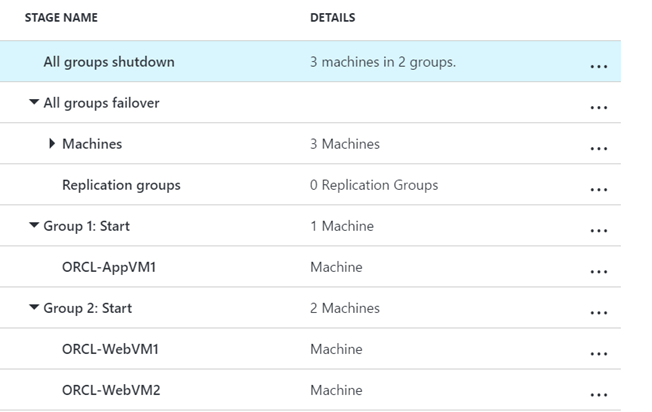 STAGE NAME DETAILS
All groups shutdown 3 machines in 2 groups. ...
All groups failover ...
Machines 3 Machines ...
Replication groups 0 Replication Groups ...
Group 1: Start 1 Machine ...
ORCL-AppVM1 Machine ...
Group 2: Start 2 Machines ...
ORCL-WebVM1 Machine ...
ORCL-WebVM2 Machine ...